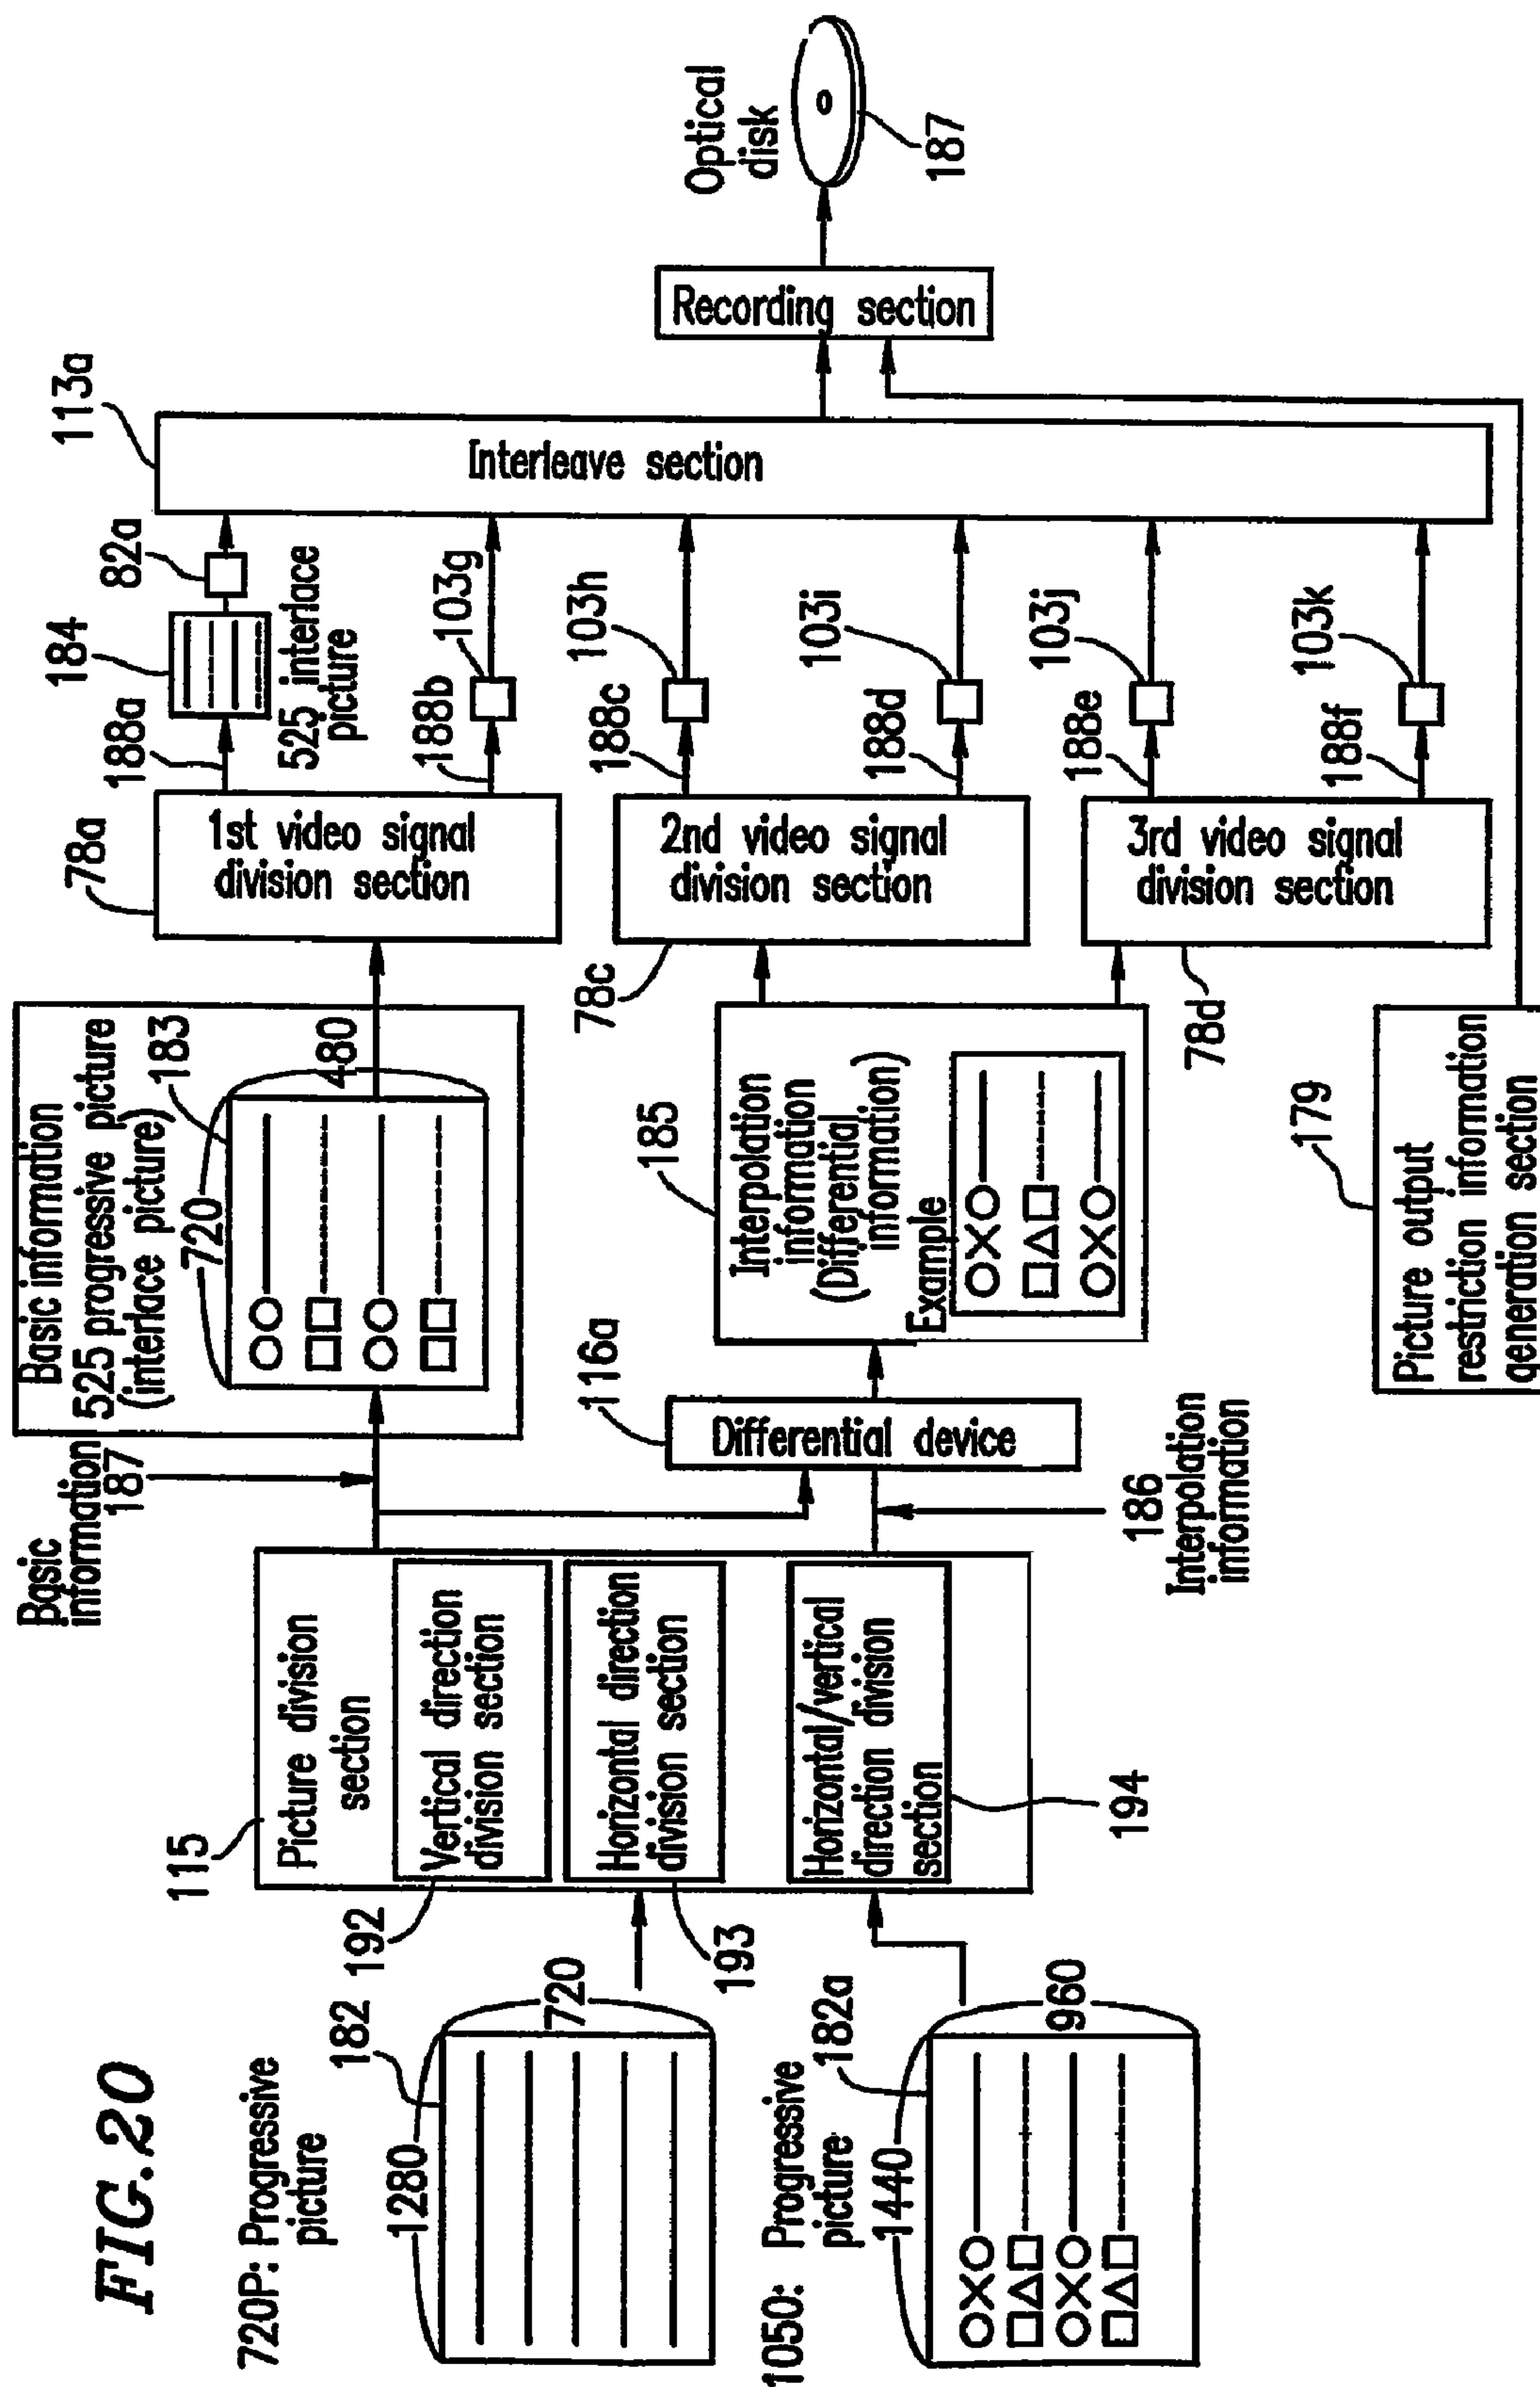 FIG.20
720P: Progressive
picture
182
1280
720
1050: Progressive
picture
182a
1440
960
115
Picture division
section
Vertical direction
division section
192
Horizontal direction
division section
193
Horizontal/vertical
direction division
section
194
Basic
information
187
186
Interpolation
information
116a
Differential device
Basic information
525 progressive picture
(interlace picture)
183
720
480
185
Interpolation
information
(Differential
information)
Example
179
Picture output
restriction information
generation section
78a
1st video signal
division section
78c
2nd video signal
division section
78d
3rd video signal
division section
188a
184
82a
525 interlace
picture
188b
103g
188c
103h
188d
103i
188e
103j
188f
103k
113a
Interleave section
Recording section
Optical
disk
187